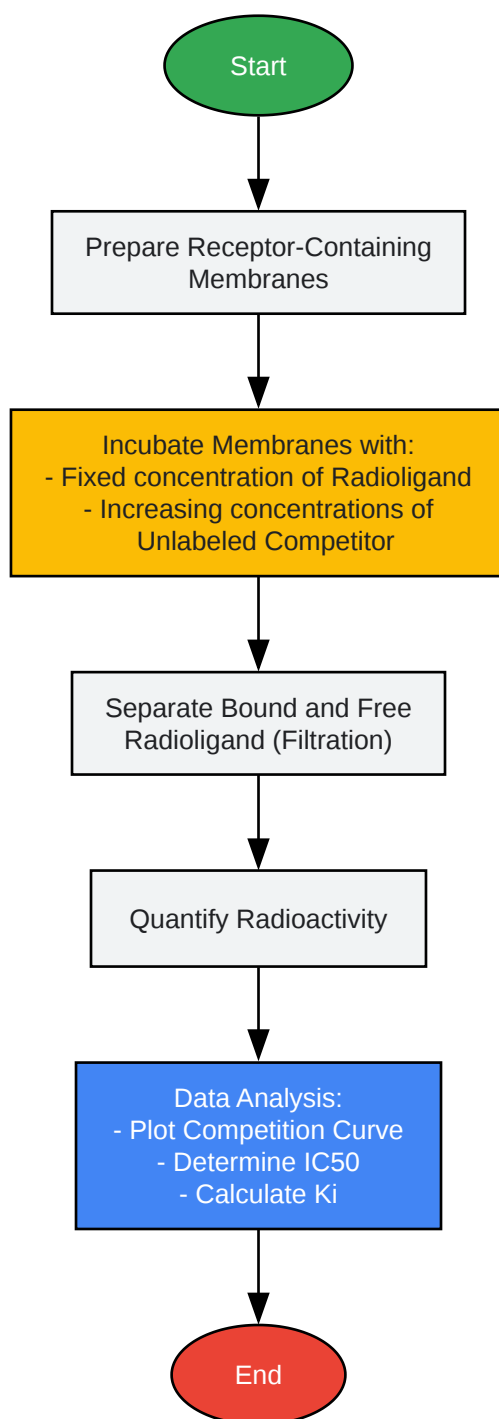 Start
Prepare Receptor-Containing
Membranes
Incubate Membranes with:
- Fixed concentration of Radioligand
- Increasing concentrations of
Unlabeled Competitor
Separate Bound and Free
Radioligand (Filtration)
Quantify Radioactivity
Data Analysis:
- Plot Competition Curve
- Determine IC50
- Calculate Ki
End